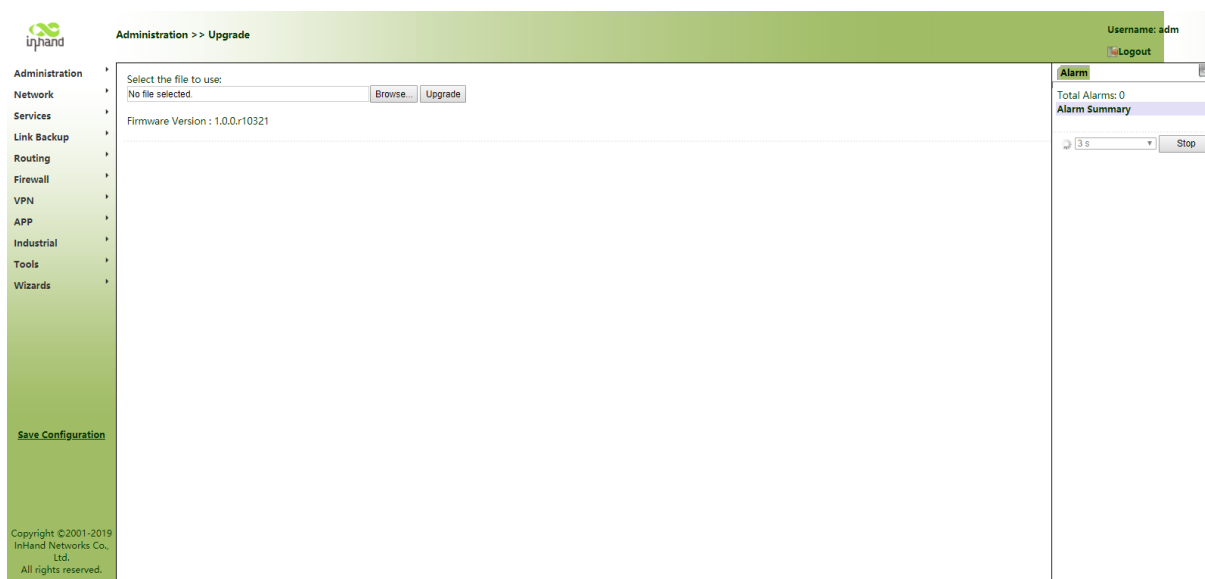 inhand
Administration >> Upgrade
Username: adm
Logout
Administration
Network
Services
Link Backup
Routing
Firewall
VPN
APP
Industrial
Tools
Wizards
Save Configuration
Copyright ©2001-2019
InHand Networks Co.,
Ltd.
All rights reserved.
Select the file to use:
No file selected. Browse... Upgrade
Firmware Version : 1.0.0.r10321
Alarm
Total Alarms: 0
Alarm Summary
3 s Stop